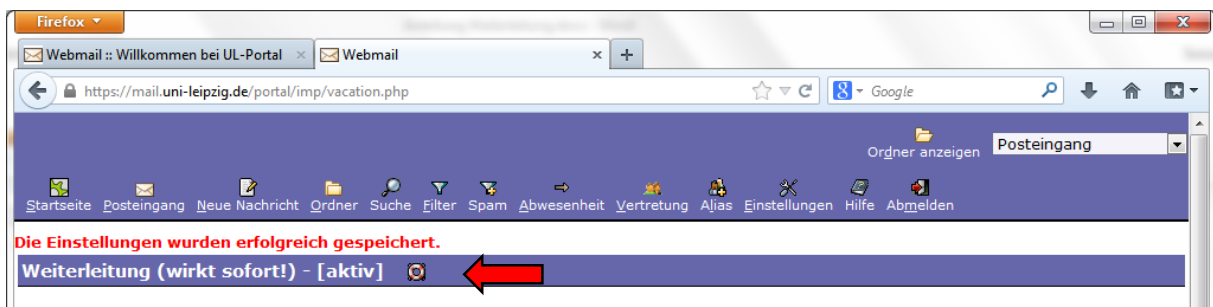 Firefox
Webmail :: Willkommen bei UL-Portal
Webmail
https://mail.uni-leipzig.de/portal/imp/vacation.php
Google
Ordner anzeigen
Posteingang
Startseite Posteingang Neue Nachricht Ordner Suche Filter Spam Abwesenheit Vertretung Alias Einstellungen Hilfe Abmelden
Die Einstellungen wurden erfolgreich gespeichert.
Weiterleitung (wirkt sofort!) - [aktiv]